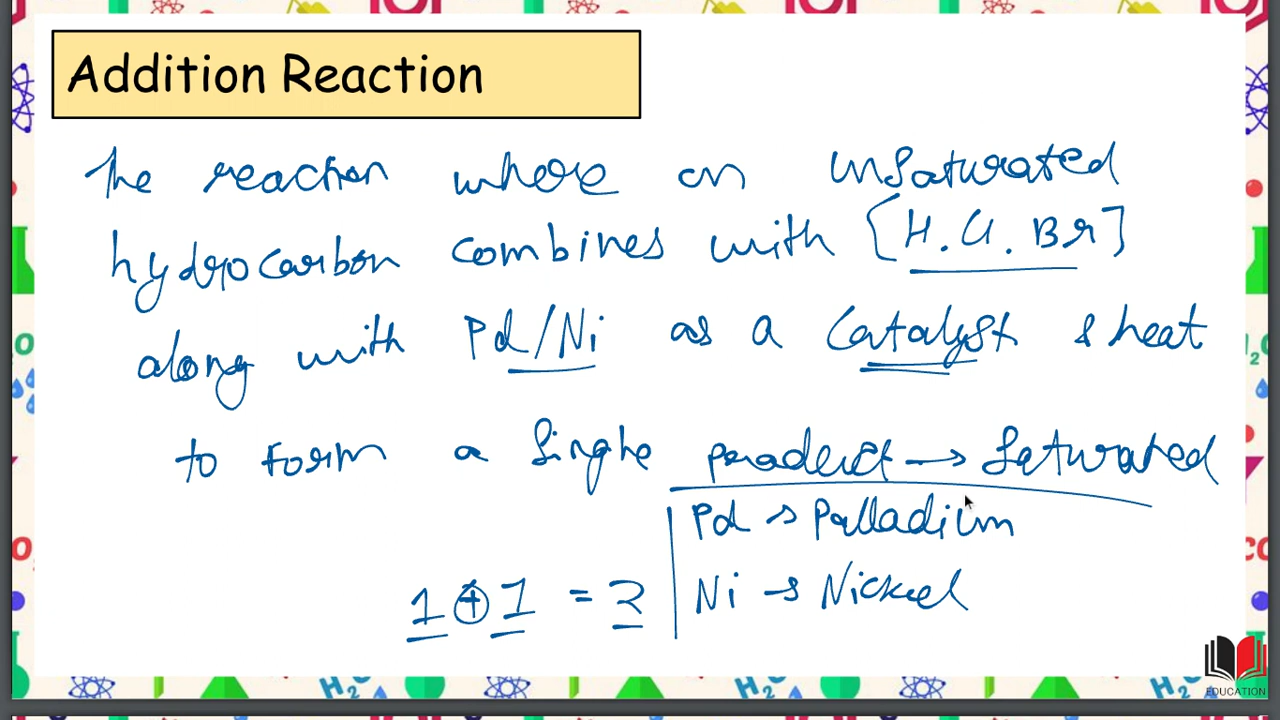 Addition Reaction
The reaction where an unsaturated
hydrocarbon combines with [H. Cl. Br]
along with Pd/Ni as a Catalyst & heat
to form a Single product → Saturated
Pd → Palladium
1 + 1 = 2
Ni → Nickel
EDUCATION